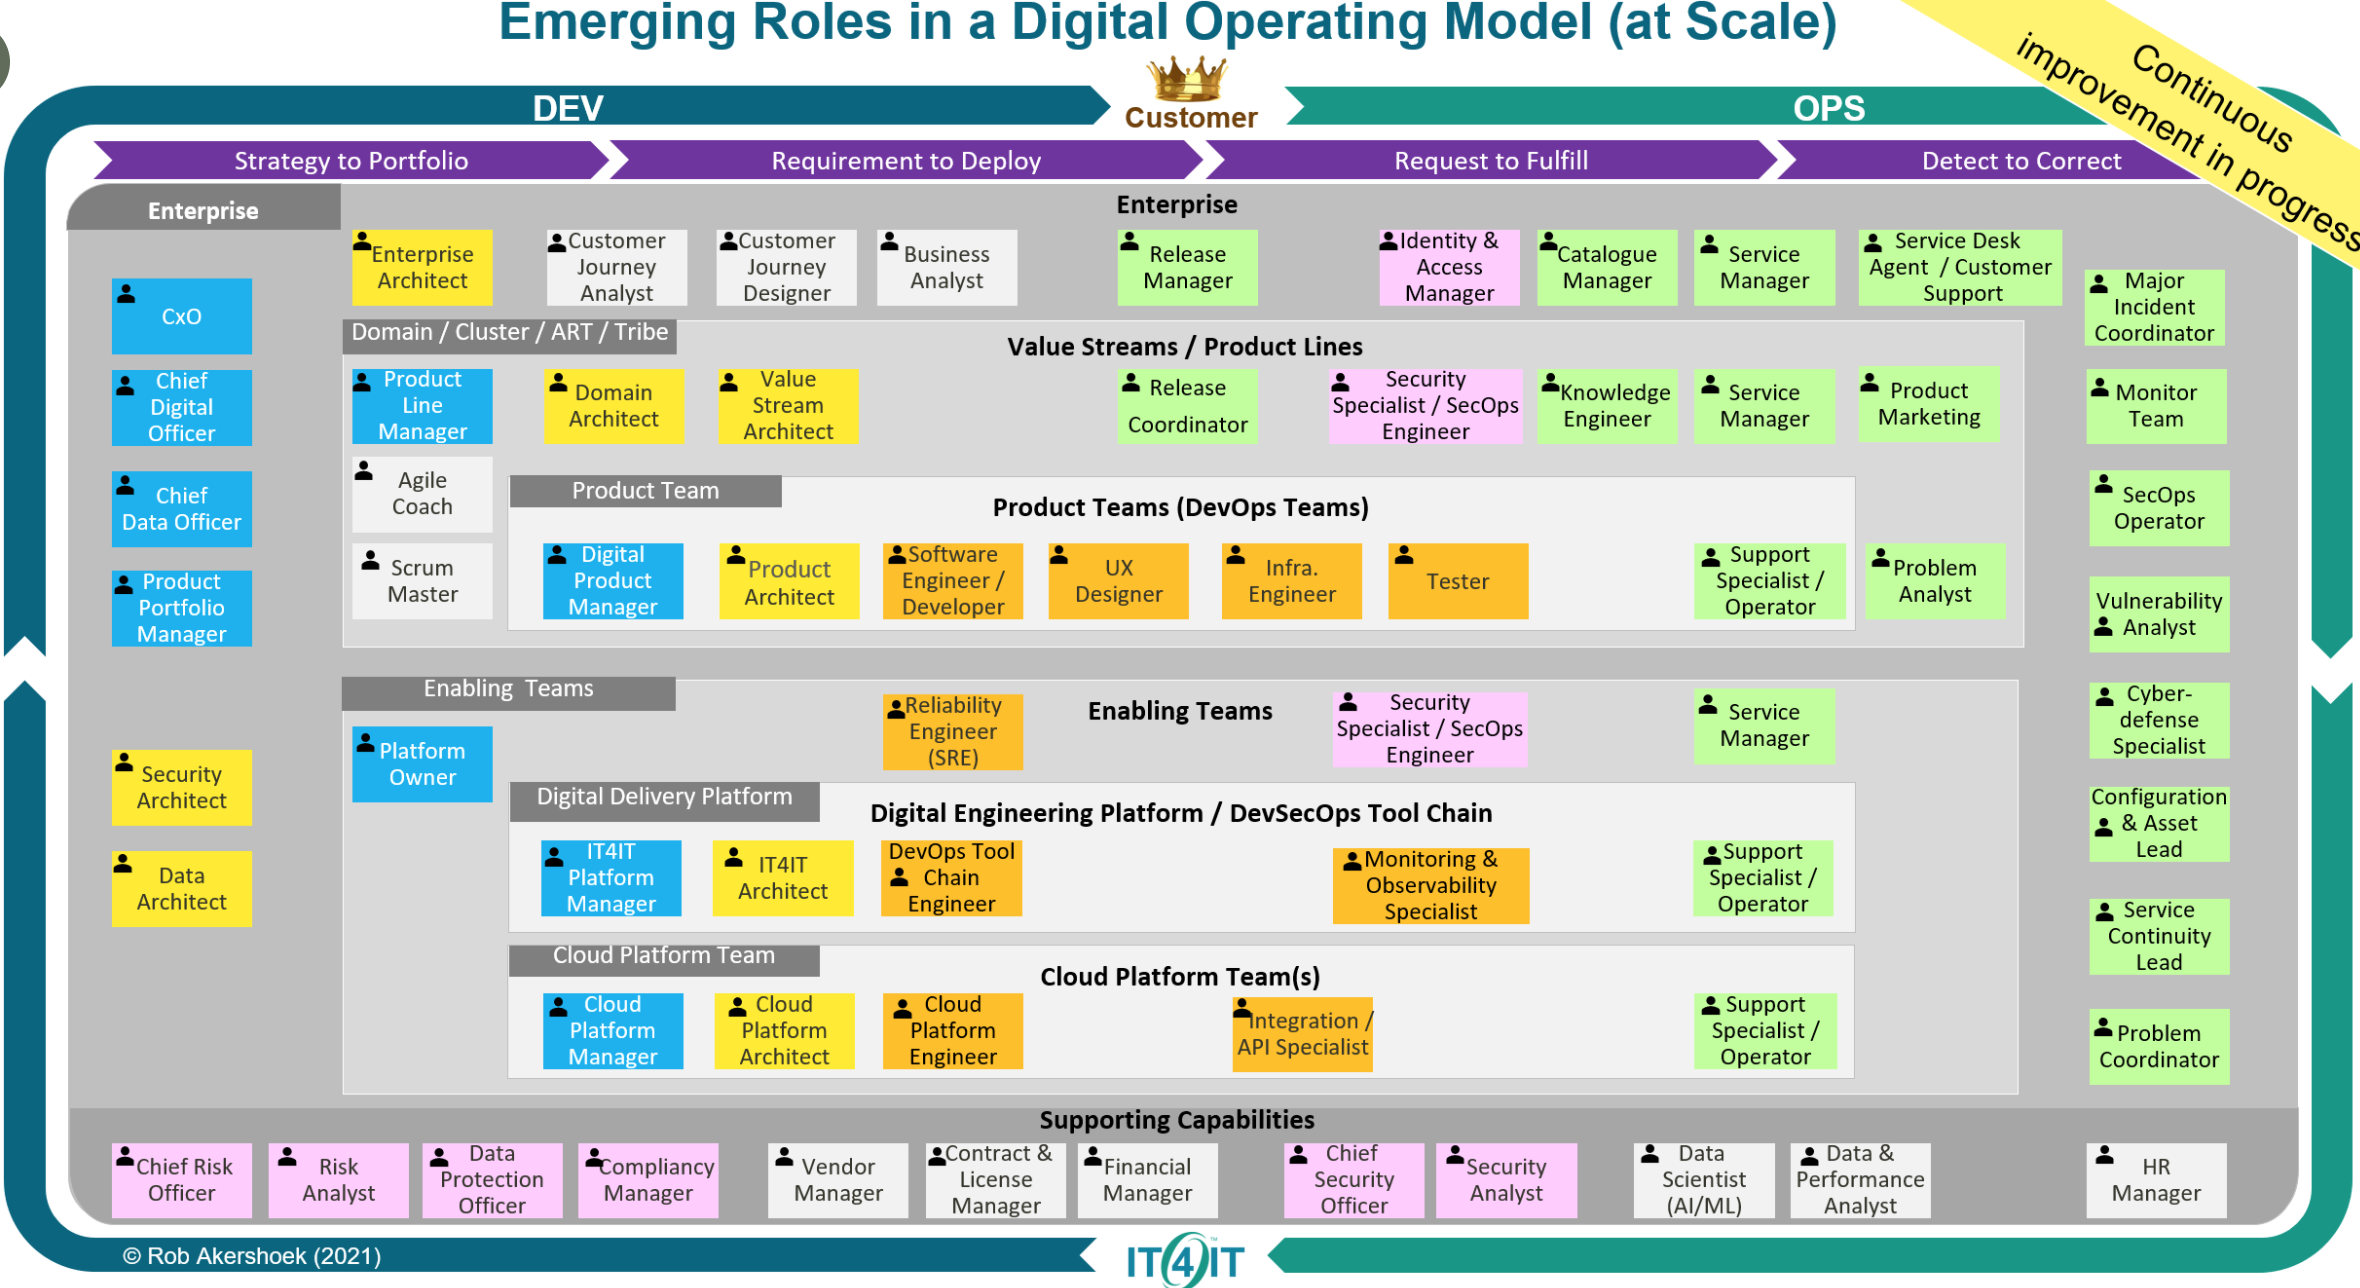 Emerging Roles in a Digital Operating Model (at Scale)
Continuous
improvement in progress
DEV
Customer
OPS
Strategy to Portfolio
Requirement to Deploy
Request to Fulfill
Detect to Correct
Enterprise
Enterprise
Enterprise
Architect
Customer
Journey
Analyst
Customer
Journey
Designer
Business
Analyst
Release
Manager
Identity &
Access
Manager
Catalogue
Manager
Service
Manager
Service Desk
Agent / Customer
Support
Major
Incident
Coordinator
CxO
Domain / Cluster / ART / Tribe
Value Streams / Product Lines
Chief
Digital
Officer
Product
Line
Manager
Domain
Architect
Value
Stream
Architect
Release
Coordinator
Security
Specialist / SecOps
Engineer
Knowledge
Engineer
Service
Manager
Product
Marketing
Monitor
Team
Chief
Data Officer
Agile
Coach
Product Team
Product Teams (DevOps Teams)
SecOps
Operator
Product
Portfolio
Manager
Scrum
Master
Digital
Product
Manager
Product
Architect
Software
Engineer /
Developer
UX
Designer
Infra.
Engineer
Tester
Support
Specialist /
Operator
Problem
Analyst
Vulnerability
Analyst
Enabling Teams
Enabling Teams
Platform
Owner
Reliability
Engineer
(SRE)
Security
Specialist / SecOps
Engineer
Service
Manager
Cyber-
defense
Specialist
Security
Architect
Digital Delivery Platform
Digital Engineering Platform / DevSecOps Tool Chain
Configuration
& Asset
Lead
Data
Architect
IT4IT
Platform
Manager
IT4IT
Architect
DevOps Tool
Chain
Engineer
Monitoring &
Observability
Specialist
Support
Specialist /
Operator
Service
Continuity
Lead
Cloud Platform Team
Cloud Platform Team(s)
Cloud
Platform
Manager
Cloud
Platform
Architect
Cloud
Platform
Engineer
Integration /
API Specialist
Support
Specialist /
Operator
Problem
Coordinator
Supporting Capabilities
Chief Risk
Officer
Risk
Analyst
Data
Protection
Officer
Compliancy
Manager
Vendor
Manager
Contract &
License
Manager
Financial
Manager
Chief
Security
Officer
Security
Analyst
Data
Scientist
(AI/ML)
Data &
Performance
Analyst
HR
Manager
© Rob Akershoek (2021)
IT4IT™